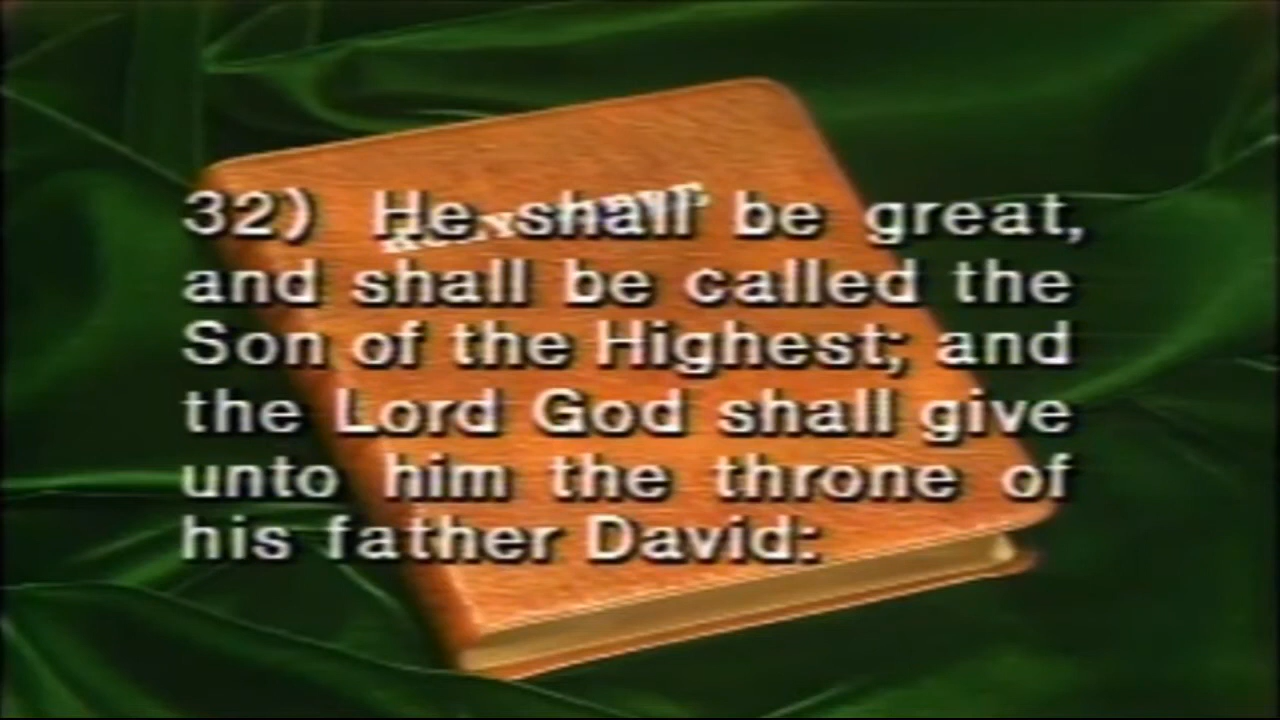 32) He shall be great,
and shall be called the
Son of the Highest; and
the Lord God shall give
unto him the throne of
his father David: